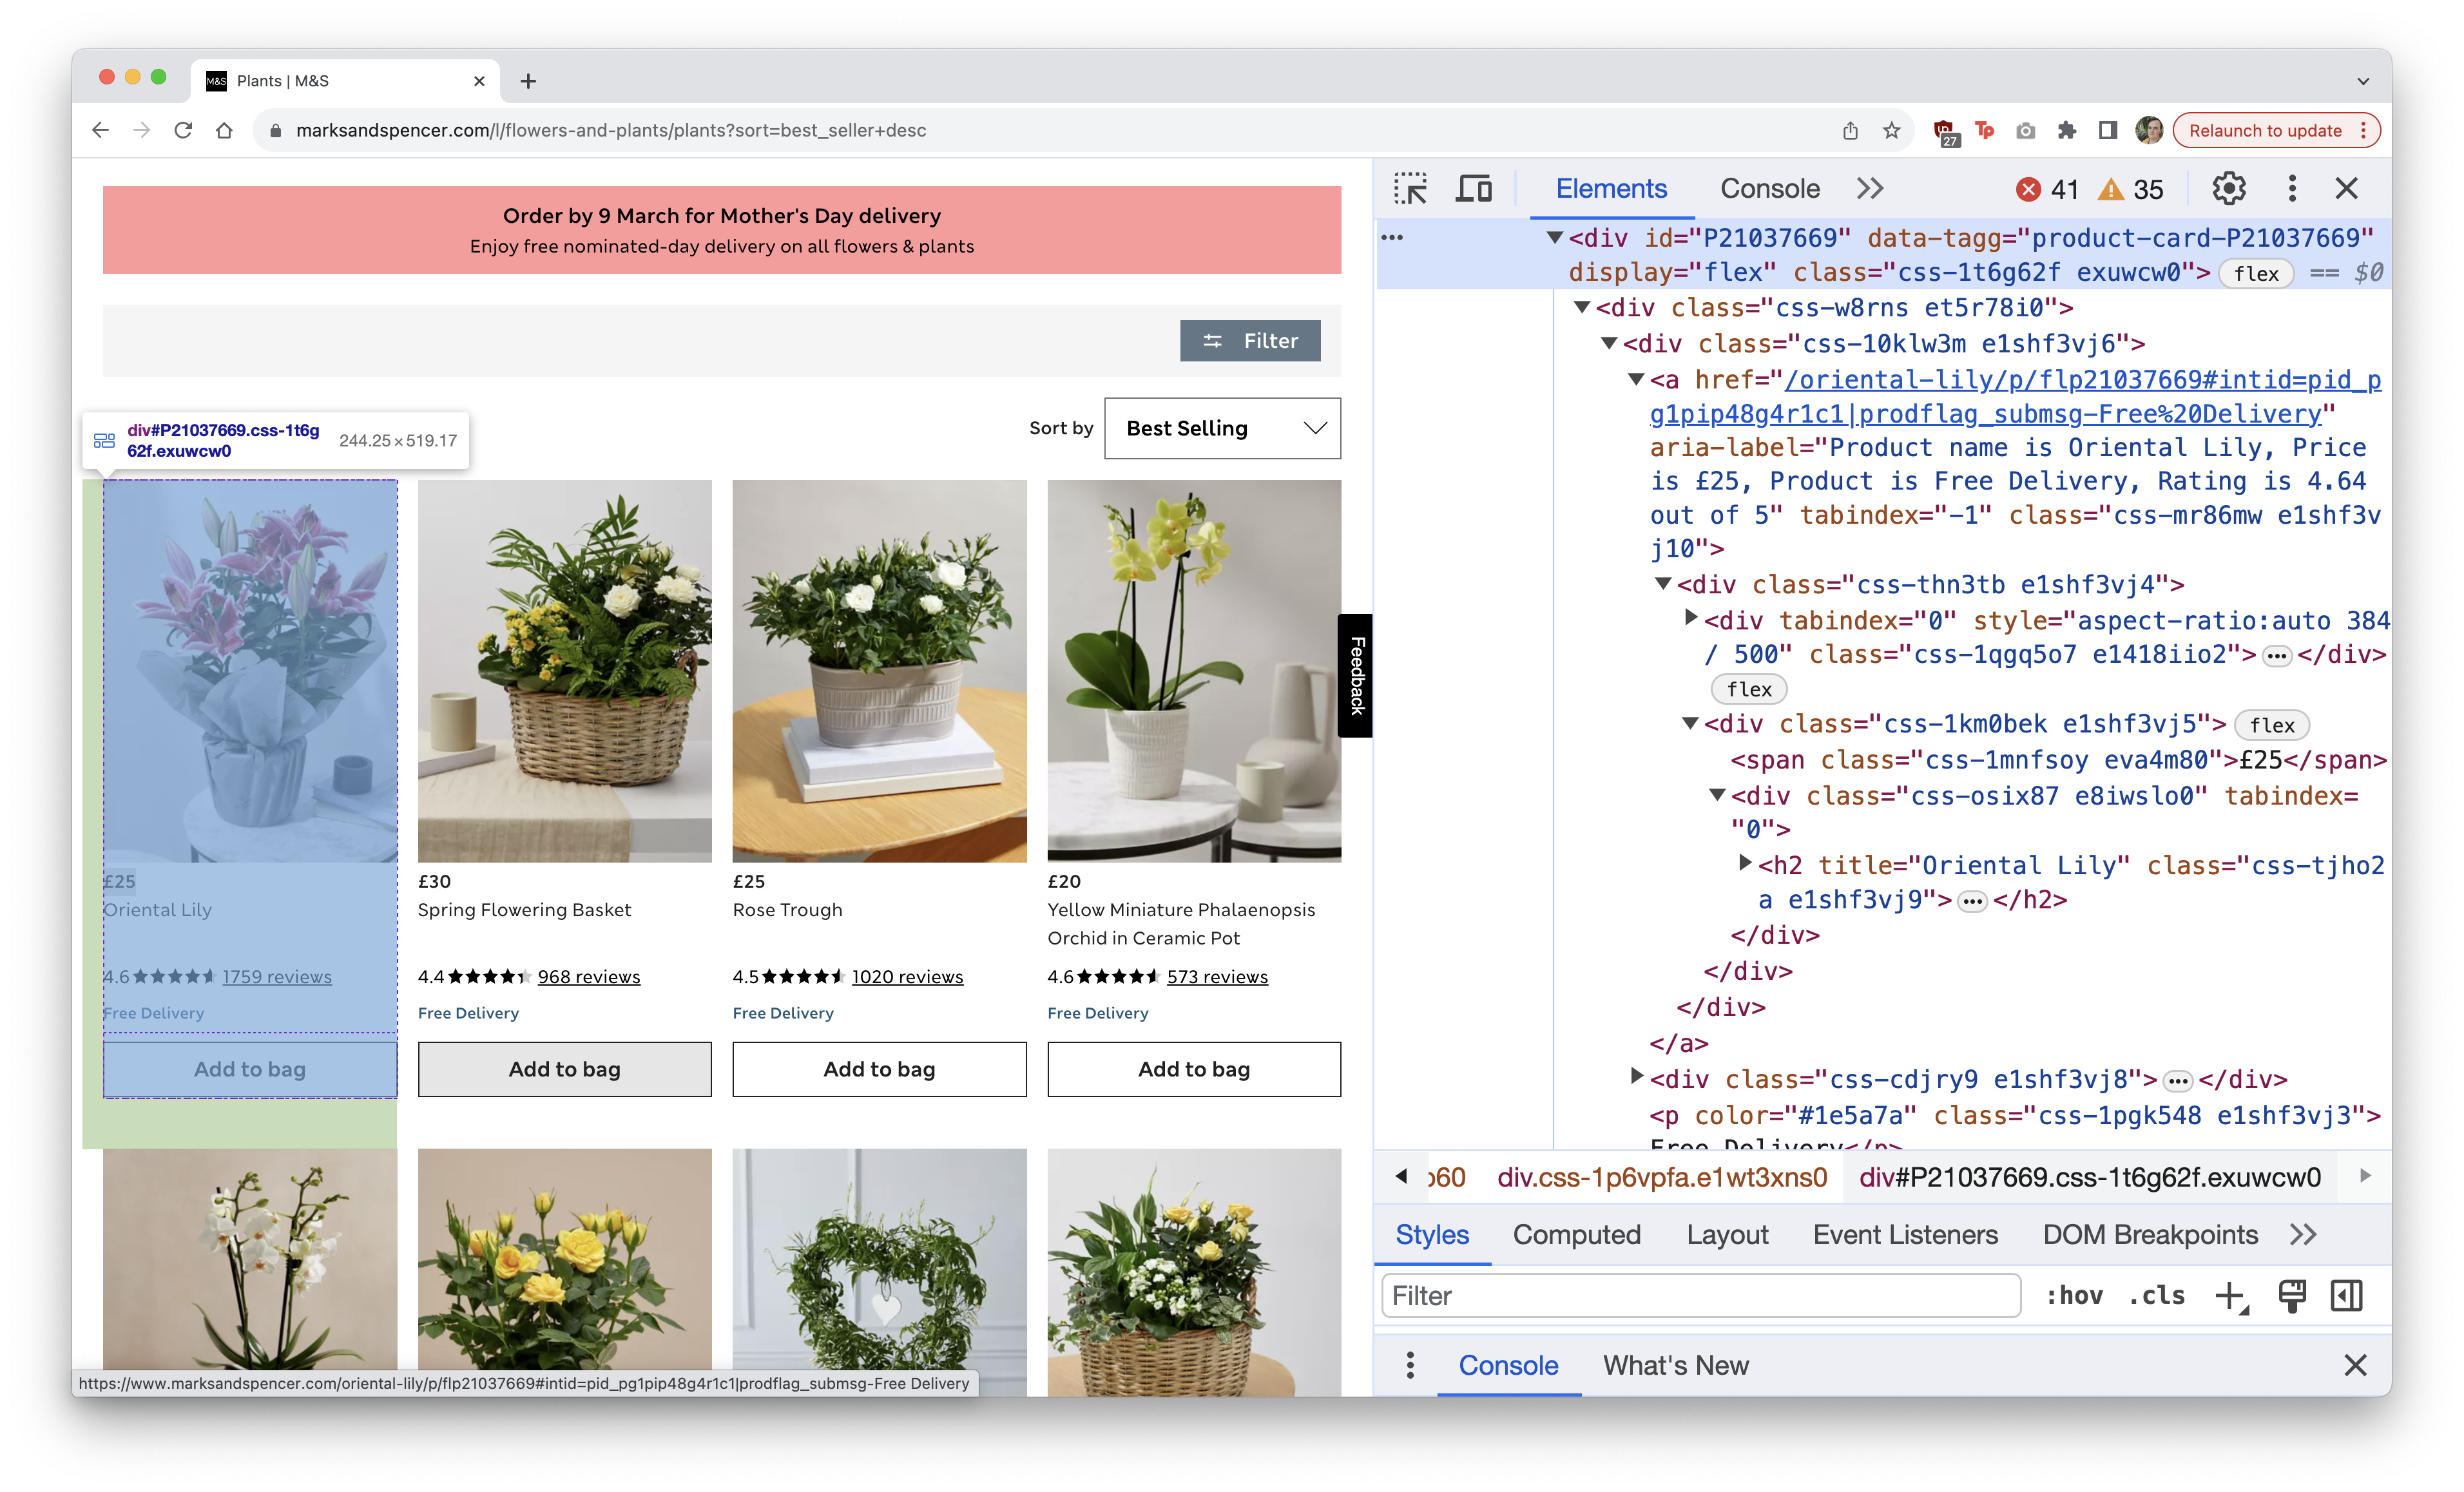 M&S Plants | M&S
marksandspencer.com/l/flowers-and-plants/plants?sort=best_seller+desc
27
Tp
Relaunch to update
Order by 9 March for Mother's Day delivery
Enjoy free nominated-day delivery on all flowers & plants
Filter
Sort by Best Selling
div#P21037669.css-1t6g
62f.exuwcw0
244.25×519.17
Feedback
£25
Oriental Lily
4.6 1759 reviews
Free Delivery
Add to bag
£30
Spring Flowering Basket
4.4 968 reviews
Free Delivery
Add to bag
£25
Rose Trough
4.5 1020 reviews
Free Delivery
Add to bag
£20
Yellow Miniature Phalaenopsis
Orchid in Ceramic Pot
4.6 573 reviews
Free Delivery
Add to bag
https://www.marksandspencer.com/oriental-lily/p/flp21037669#intid=pid_pg1pip48g4r1c1|prodflag_submsg-Free Delivery
Elements Console 41 35
<div id="P21037669" data-tagg="product-card-P21037669"
display="flex" class="css-1t6g62f exuwcw0"> flex == $0
<div class="css-w8rns et5r78i0">
<div class="css-10klw3m e1shf3vj6">
<a href="/oriental-lily/p/flp21037669#intid=pid_p
g1pip48g4r1c1|prodflag_submsg-Free%20Delivery"
aria-label="Product name is Oriental Lily, Price
is £25, Product is Free Delivery, Rating is 4.64
out of 5" tabindex="-1" class="css-mr86mw e1shf3v
j10">
<div class="css-thn3tb e1shf3vj4">
<div tabindex="0" style="aspect-ratio:auto 384
/ 500" class="css-1qgq5o7 e1418iio2">…</div>
flex
<div class="css-1km0bek e1shf3vj5"> flex
<span class="css-1mnfsoy eva4m80">£25</span>
<div class="css-osix87 e8iwslo0" tabindex=
"0">
<h2 title="Oriental Lily" class="css-tjho2
a e1shf3vj9">…</h2>
</div>
</div>
</div>
</a>
<div class="css-cdjry9 e1shf3vj8">…</div>
<p color="#1e5a7a" class="css-1pgk548 e1shf3vj3">
Free Delivery</p>
o60 div.css-1p6vpfa.e1wt3xns0 div#P21037669.css-1t6g62f.exuwcw0
Styles Computed Layout Event Listeners DOM Breakpoints
Filter :hov .cls
Console What's New